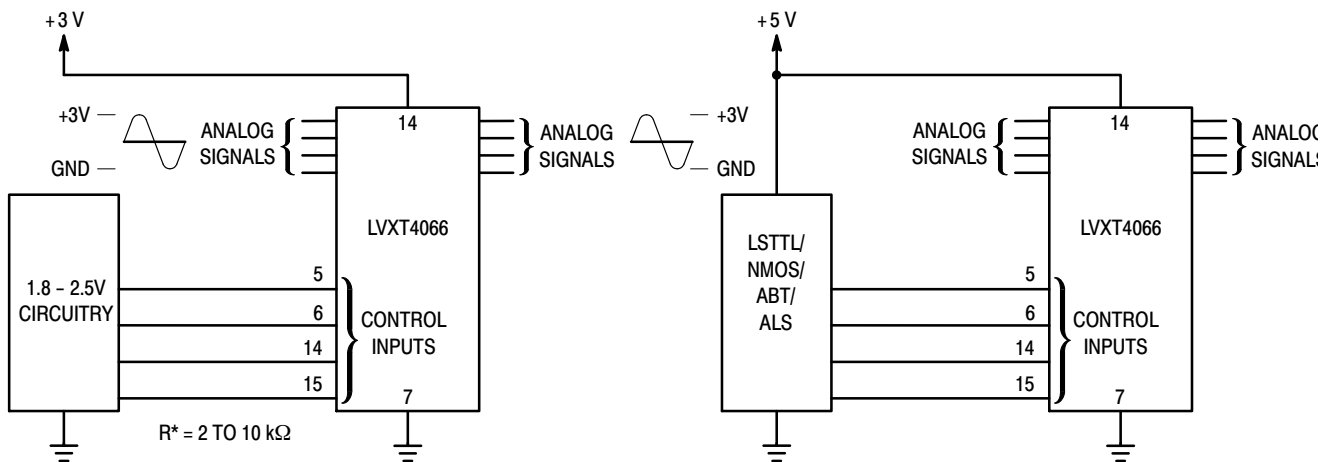 +3 V
+3V
GND
ANALOG
SIGNALS
14
ANALOG
SIGNALS
LVXT4066
1.8 – 2.5V
CIRCUITRY
5
6
14
15
CONTROL
INPUTS
7
R* = 2 TO 10 kΩ
+5 V
+3V
GND
ANALOG
SIGNALS
14
ANALOG
SIGNALS
LVXT4066
LSTTL/
NMOS/
ABT/
ALS
5
6
14
15
CONTROL
INPUTS
7